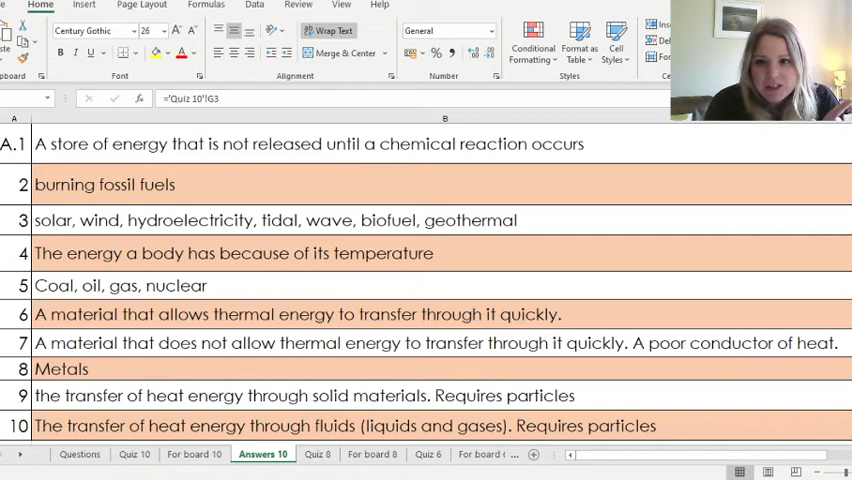 Home Insert Page Layout Formulas Data Review View Help
Century Gothic 26 Wrap Text General
B I U Merge & Center Conditional Formatting Format as Table Cell Styles
Font Alignment Number Styles
='Quiz 10'!G3
A B
A.1 A store of energy that is not released until a chemical reaction occurs
2 burning fossil fuels
3 solar, wind, hydroelectricity, tidal, wave, biofuel, geothermal
4 The energy a body has because of its temperature
5 Coal, oil, gas, nuclear
6 A material that allows thermal energy to transfer through it quickly.
7 A material that does not allow thermal energy to transfer through it quickly. A poor conductor of heat.
8 Metals
9 the transfer of heat energy through solid materials. Requires particles
10 The transfer of heat energy through fluids (liquids and gases). Requires particles
Questions Quiz 10 For board 10 Answers 10 Quiz 8 For board 8 Quiz 6 For board ...